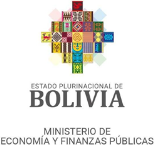 ESTADO PLURINACIONAL DE
BOLIVIA
MINISTERIO DE
ECONOMÍA Y FINANZAS PÚBLICAS